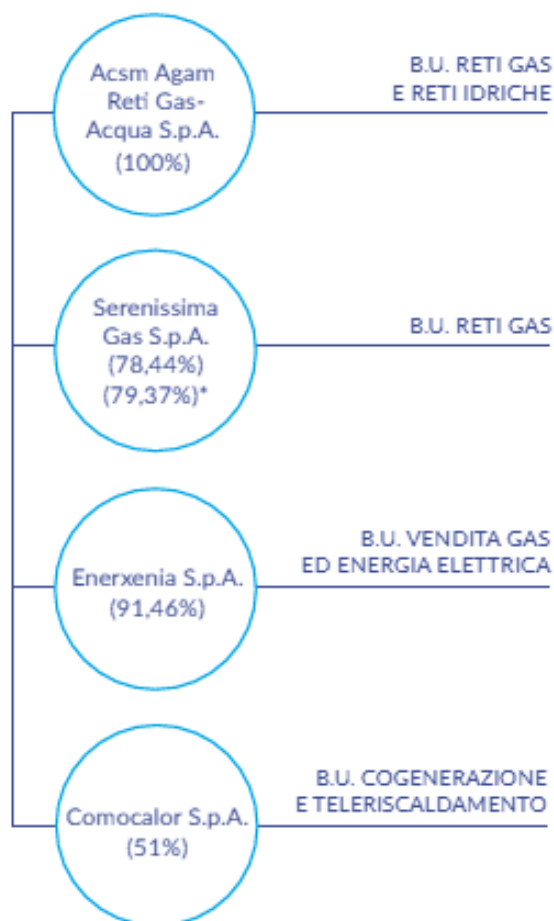 Acsm Agam
Reti Gas-
Acqua S.p.A.
(100%)
B.U. RETI GAS
E RETI IDRICHE
Serenissima
Gas S.p.A.
(78,44%)
(79,37%)*
B.U. RETI GAS
Enerxenia S.p.A.
(91,46%)
B.U. VENDITA GAS
ED ENERGIA ELETTRICA
Comocalor S.p.A.
(51%)
B.U. COGENERAZIONE
E TELERISCALDAMENTO